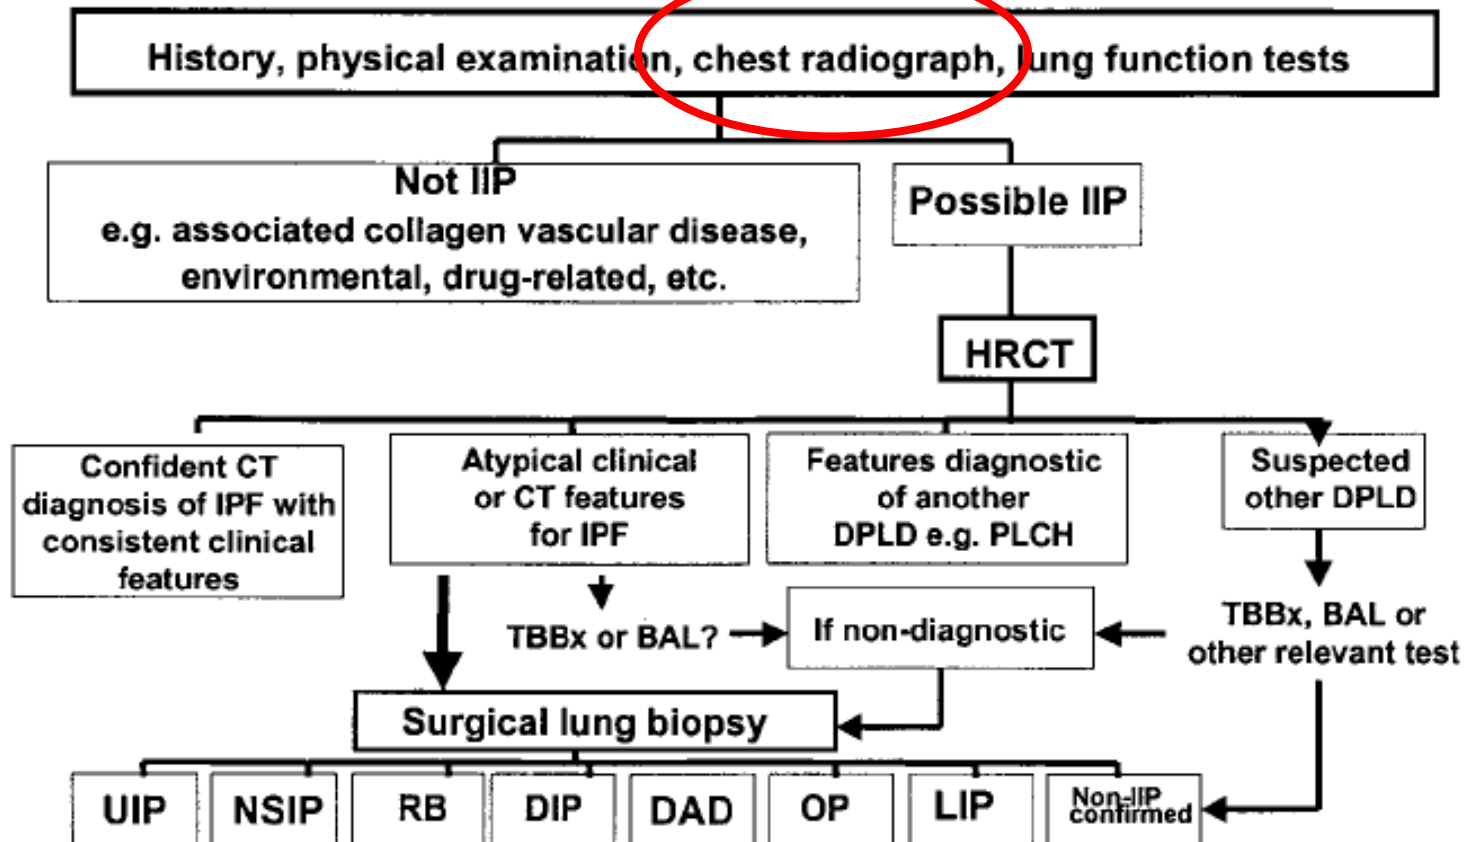 History, physical examination, chest radiograph, lung function tests
Not IIP
e.g. associated collagen vascular disease,
environmental, drug-related, etc.
Possible IIP
HRCT
Confident CT
diagnosis of IPF with
consistent clinical
features
Atypical clinical
or CT features
for IPF
Features diagnostic
of another
DPLD e.g. PLCH
Suspected
other DPLD
TBBx or BAL?
If non-diagnostic
TBBx, BAL or
other relevant test
Surgical lung biopsy
UIP
NSIP
RB
DIP
DAD
OP
LIP
Non-IIP
confirmed